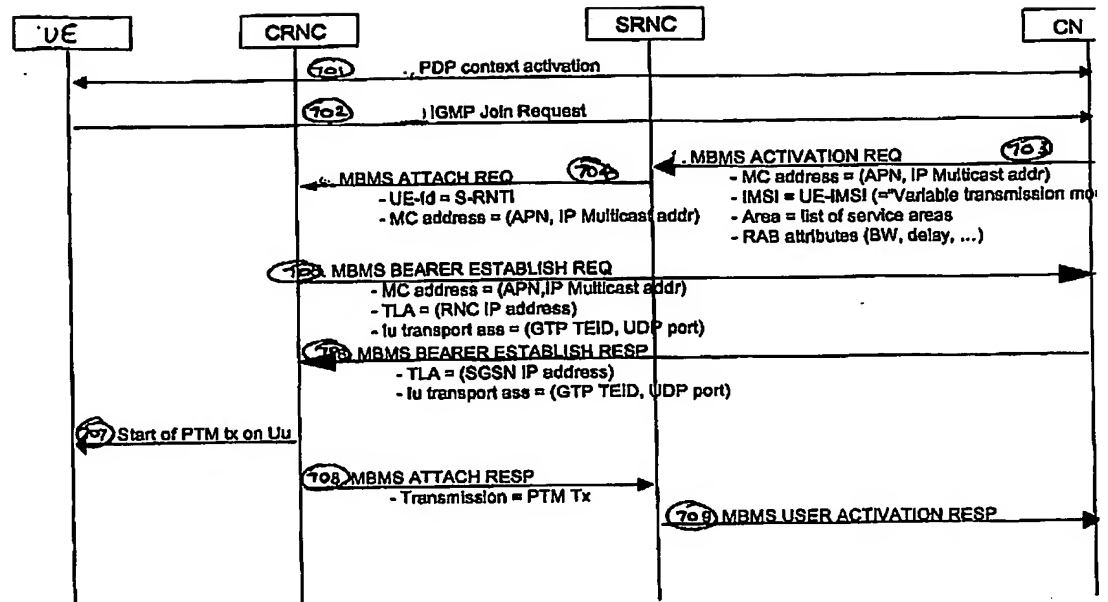 UE
CRNC
SRNC
CN
701 PDP context activation
702 IGMP Join Request
703
MBMS ACTIVATION REQ
- MC address = (APN, IP Multicast addr)
- IMSI = UE-IMSI (="Variable transmission mo
- Area = list of service areas
- RAB attributes (BW, delay, ...)
704
MBMS ATTACH REQ
- UE-Id = S-RNTI
- MC address = (APN, IP Multicast addr)
MBMS BEARER ESTABLISH REQ
- MC address = (APN,IP Multicast addr)
- TLA = (RNC IP address)
- Iu transport ass = (GTP TEID, UDP port)
MBMS BEARER ESTABLISH RESP
- TLA = (SGSN IP address)
- Iu transport ass = (GTP TEID, UDP port)
707 Start of PTM tx on Uu
708 MBMS ATTACH RESP
- Transmission = PTM Tx
709 MBMS USER ACTIVATION RESP